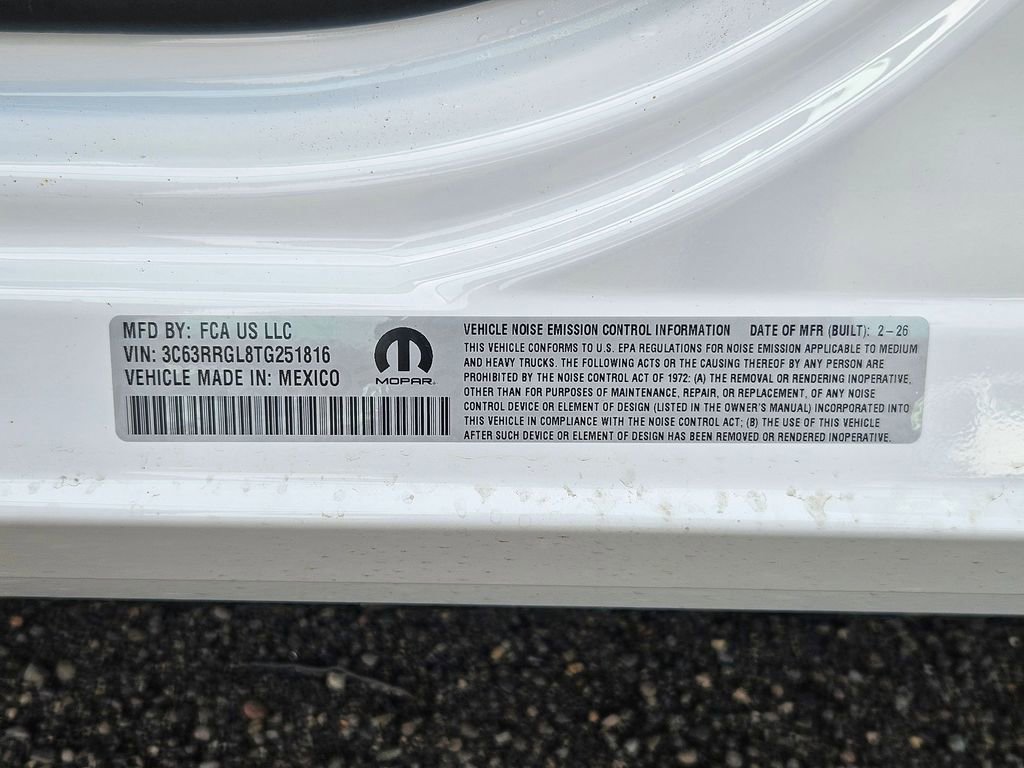 MFD BY: FCA US LLC
VIN: 3C63RRGL8TG251816
VEHICLE MADE IN: MEXICO
MOPAR
VEHICLE NOISE EMISSION CONTROL INFORMATION DATE OF MFR (BUILT): 2-26
THIS VEHICLE CONFORMS TO U.S. EPA REGULATIONS FOR NOISE EMISSION APPLICABLE TO MEDIUM
AND HEAVY TRUCKS. THE FOLLOWING ACTS OR THE CAUSING THEREOF BY ANY PERSON ARE
PROHIBITED BY THE NOISE CONTROL ACT OF 1972: (A) THE REMOVAL OR RENDERING INOPERATIVE,
OTHER THAN FOR PURPOSES OF MAINTENANCE, REPAIR, OR REPLACEMENT, OF ANY NOISE
CONTROL DEVICE OR ELEMENT OF DESIGN (LISTED IN THE OWNER'S MANUAL) INCORPORATED INTO
THIS VEHICLE IN COMPLIANCE WITH THE NOISE CONTROL ACT; (B) THE USE OF THIS VEHICLE
AFTER SUCH DEVICE OR ELEMENT OF DESIGN HAS BEEN REMOVED OR RENDERED INOPERATIVE.